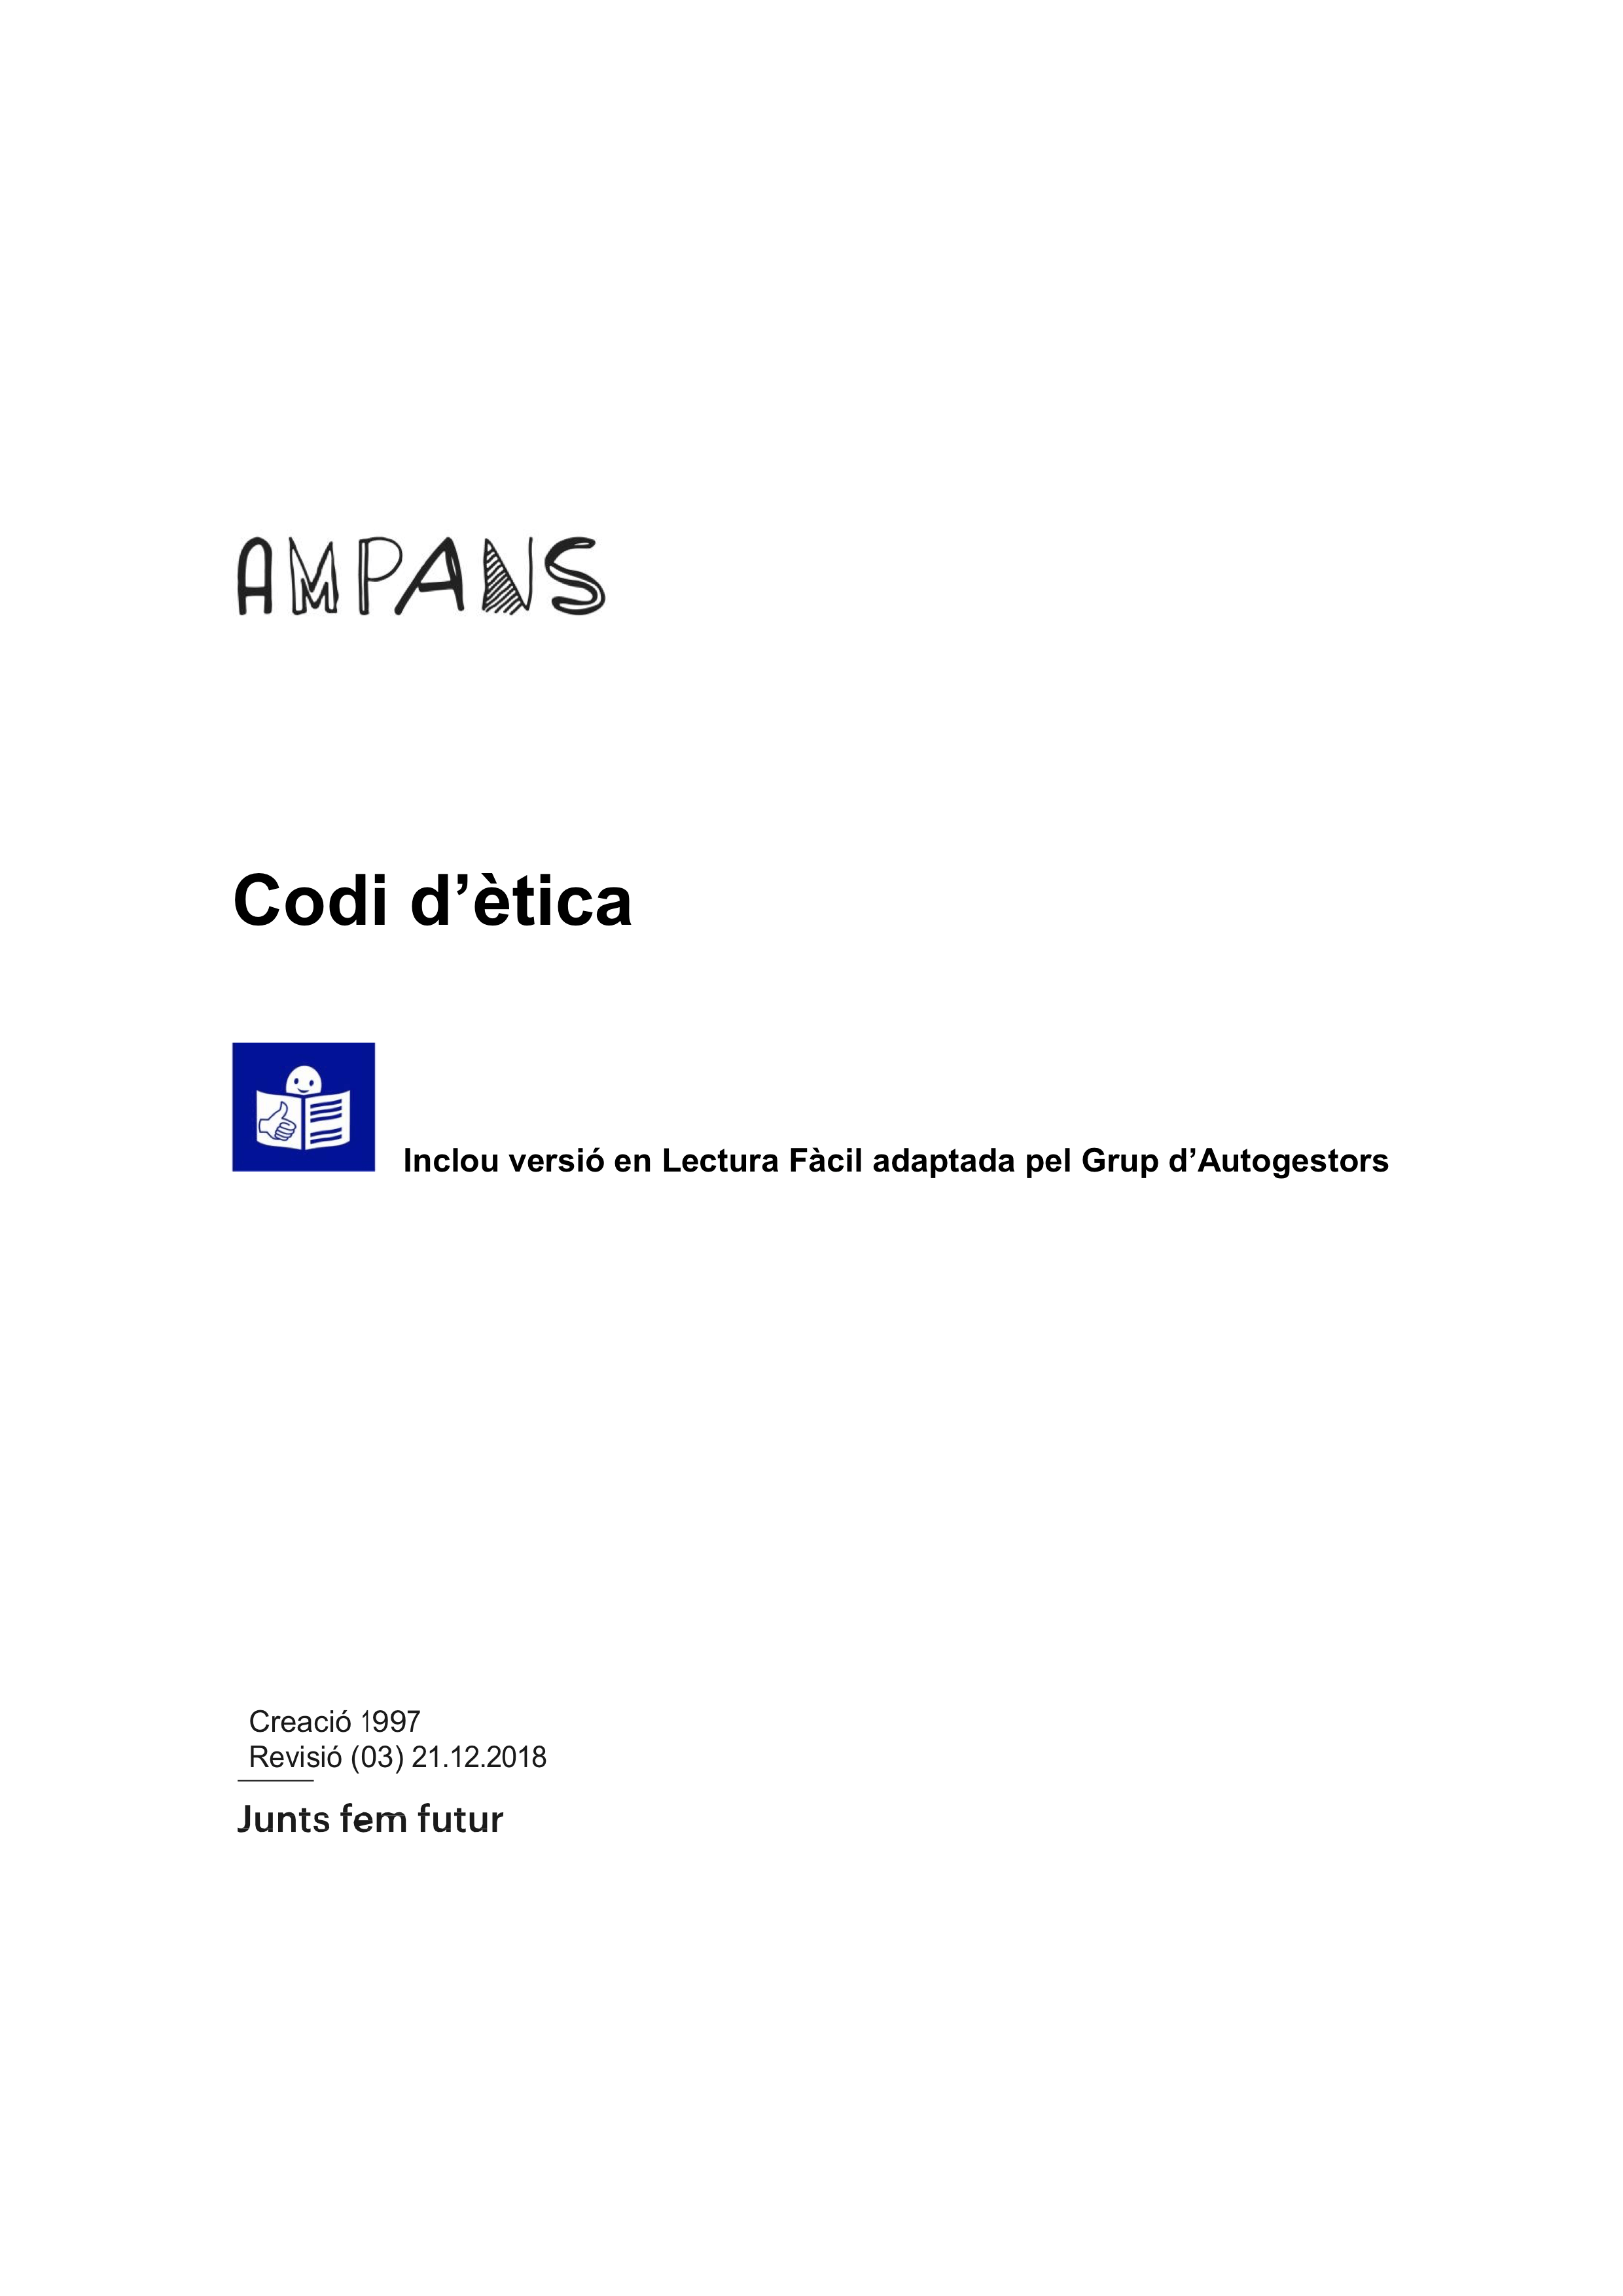 AMPANS
Codi d’ètica
Inclou versió en Lectura Fàcil adaptada pel Grup d’Autogestors
Creació 1997
Revisió (03) 21.12.2018
Junts fem futur